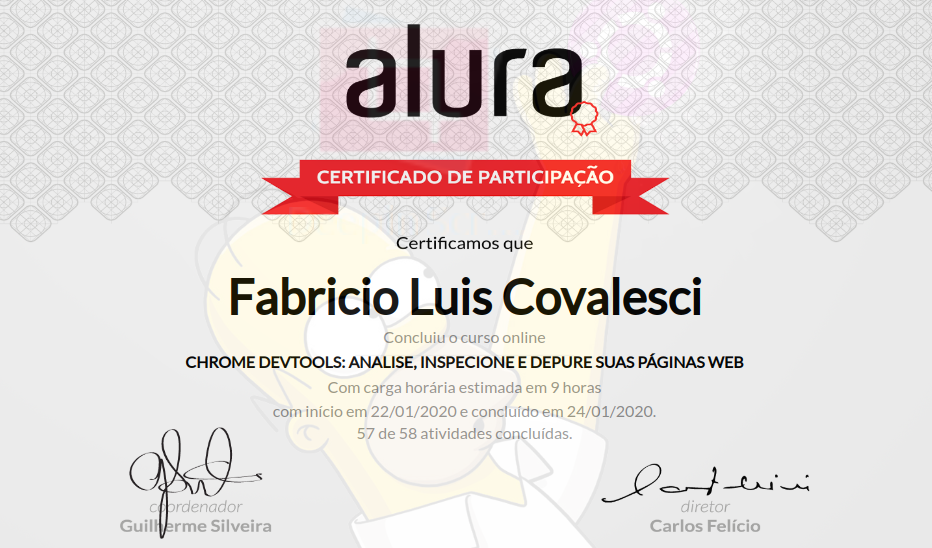 alura
CERTIFICADO DE PARTICIPAÇÃO
Certificamos que
Fabricio Luis Covalesci
Concluiu o curso online
CHROME DEVTOOLS: ANALISE, INSPECIONE E DEPURE SUAS PÁGINAS WEB
Com carga horária estimada em 9 horas
com início em 22/01/2020 e concluído em 24/01/2020.
57 de 58 atividades concluídas.
coordenador
Guilherme Silveira
diretor
Carlos Felício